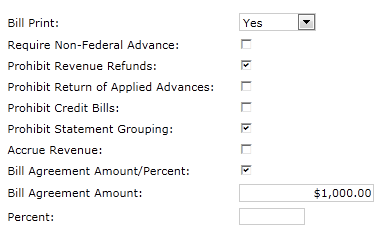 Bill Print: Yes
Require Non-Federal Advance:
Prohibit Revenue Refunds:
Prohibit Return of Applied Advances:
Prohibit Credit Bills:
Prohibit Statement Grouping:
Accrue Revenue:
Bill Agreement Amount/Percent:
Bill Agreement Amount: $1,000.00
Percent: